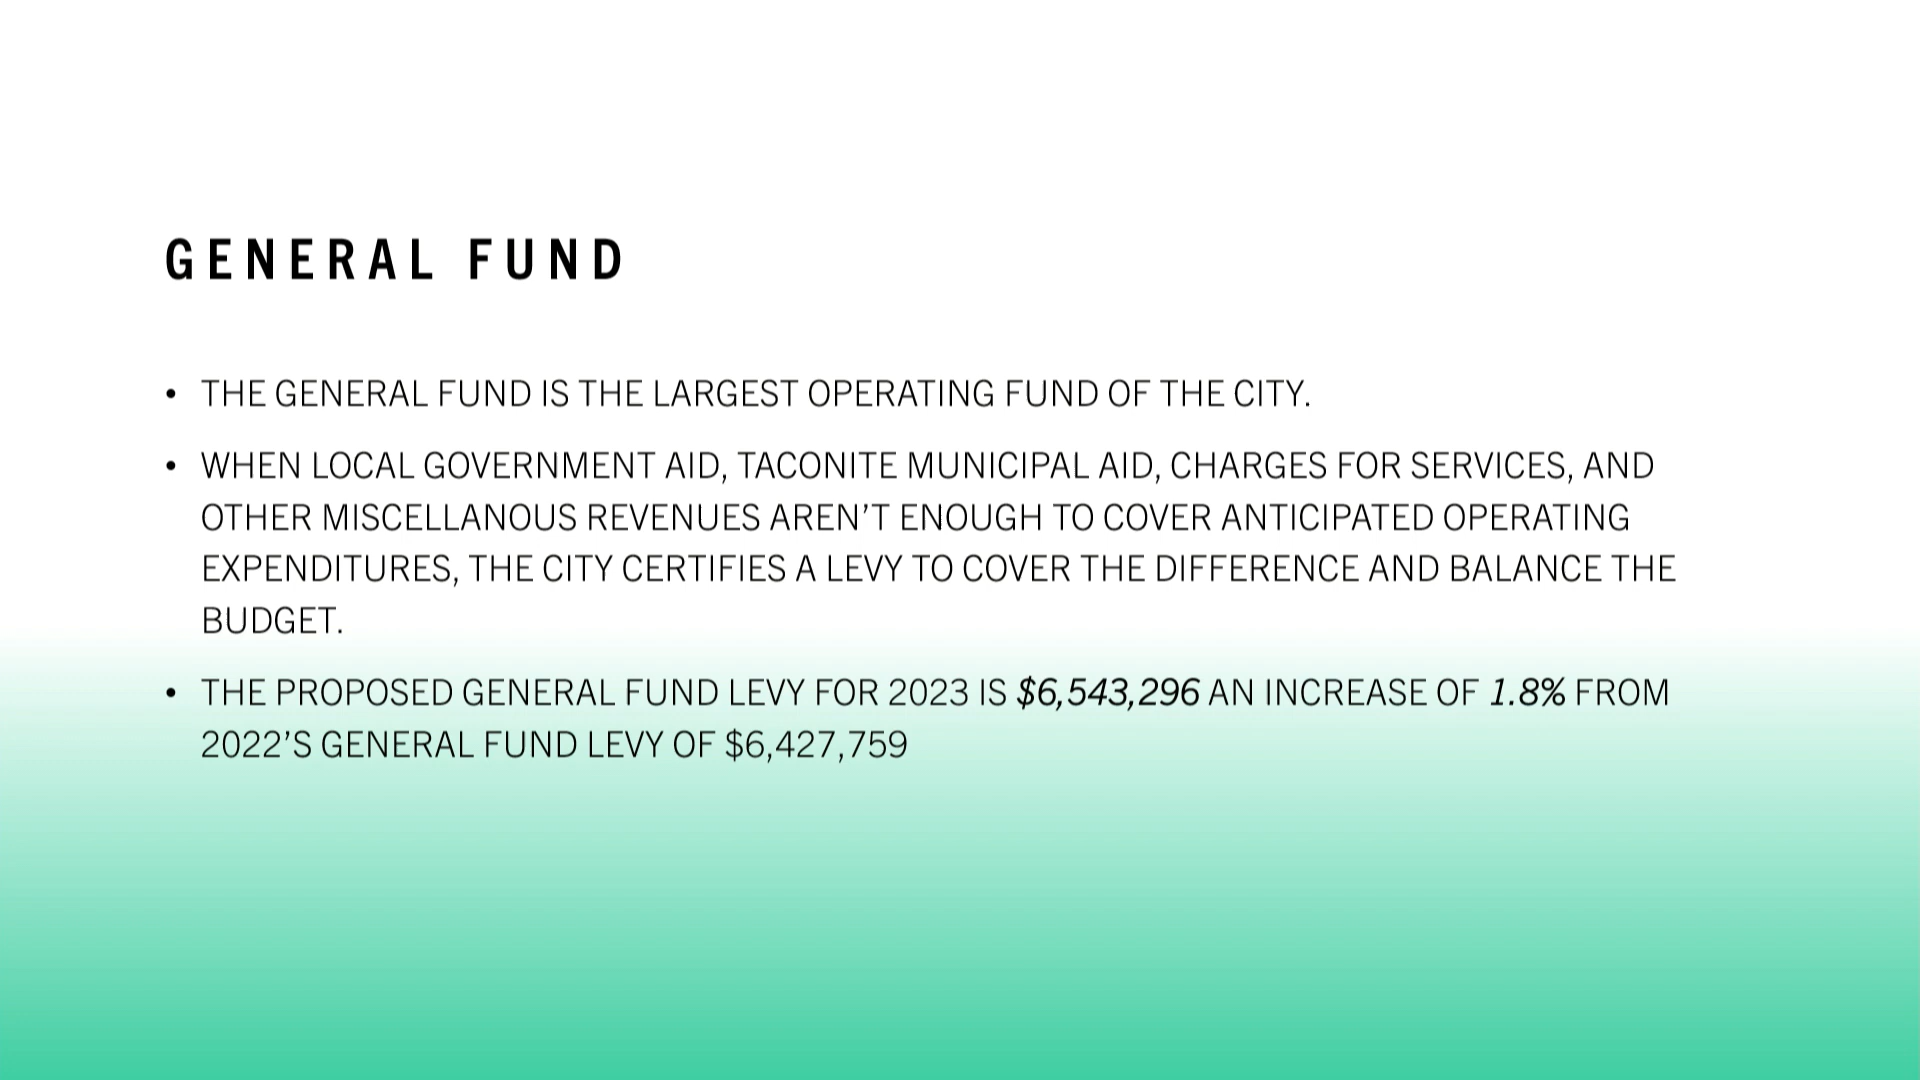 GENERAL FUND
• THE GENERAL FUND IS THE LARGEST OPERATING FUND OF THE CITY.
• WHEN LOCAL GOVERNMENT AID, TACONITE MUNICIPAL AID, CHARGES FOR SERVICES, AND
OTHER MISCELLANOUS REVENUES AREN’T ENOUGH TO COVER ANTICIPATED OPERATING
EXPENDITURES, THE CITY CERTIFIES A LEVY TO COVER THE DIFFERENCE AND BALANCE THE
BUDGET.
• THE PROPOSED GENERAL FUND LEVY FOR 2023 IS $6,543,296 AN INCREASE OF 1.8% FROM
2022’S GENERAL FUND LEVY OF $6,427,759